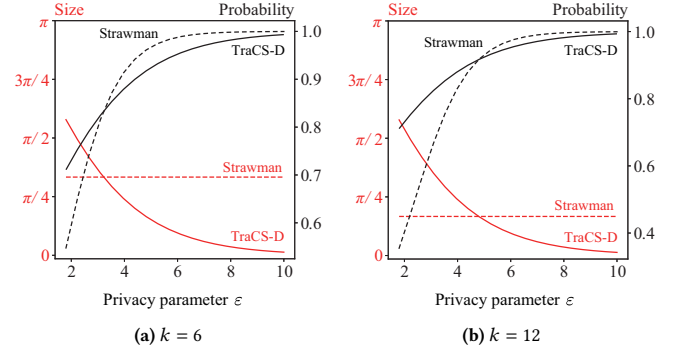 Size
Probability
π
3π/4
π/2
π/4
0
1.0
0.9
0.8
0.7
0.6
Strawman
TraCS-D
Strawman
TraCS-D
2 4 6 8 10
Privacy parameter ε
(a) k = 6
Size
Probability
π
3π/4
π/2
π/4
0
1.0
0.8
0.6
0.4
Strawman
TraCS-D
Strawman
TraCS-D
2 4 6 8 10
Privacy parameter ε
(b) k = 12